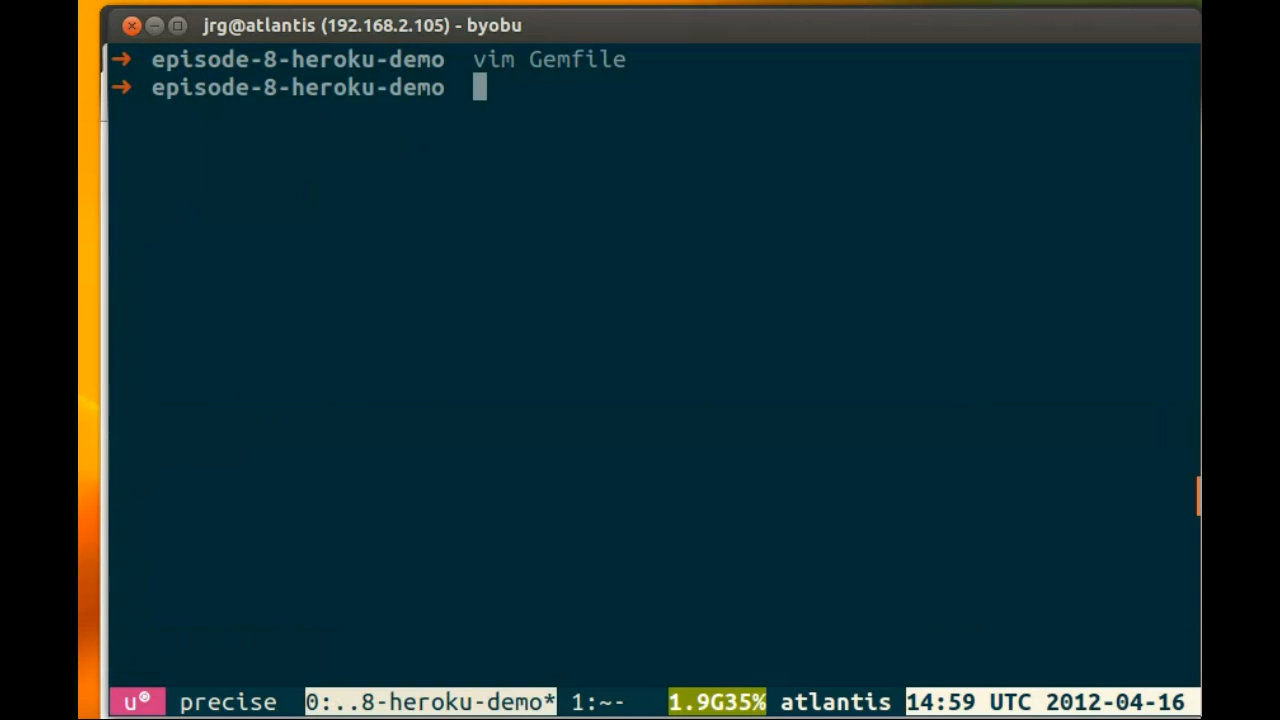 jrg@atlantis (192.168.2.105) - byobu
➜ episode-8-heroku-demo vim Gemfile
➜ episode-8-heroku-demo
u® precise 0:..8-heroku-demo* 1:~- 1.9G35% atlantis 14:59 UTC 2012-04-16